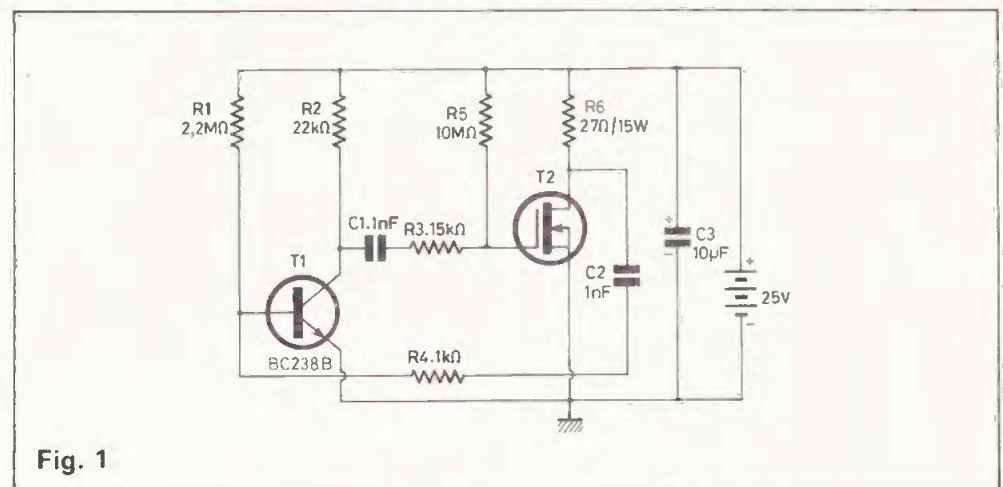 R1
2,2MΩ
R2
22kΩ
R5
10MΩ
R6
27Ω/15W
T2
C1.1nF
R3.15kΩ
T1
C2
1nF
C3
10µF
+
-
+
25V
-
BC238B
R4.1kΩ
Fig. 1